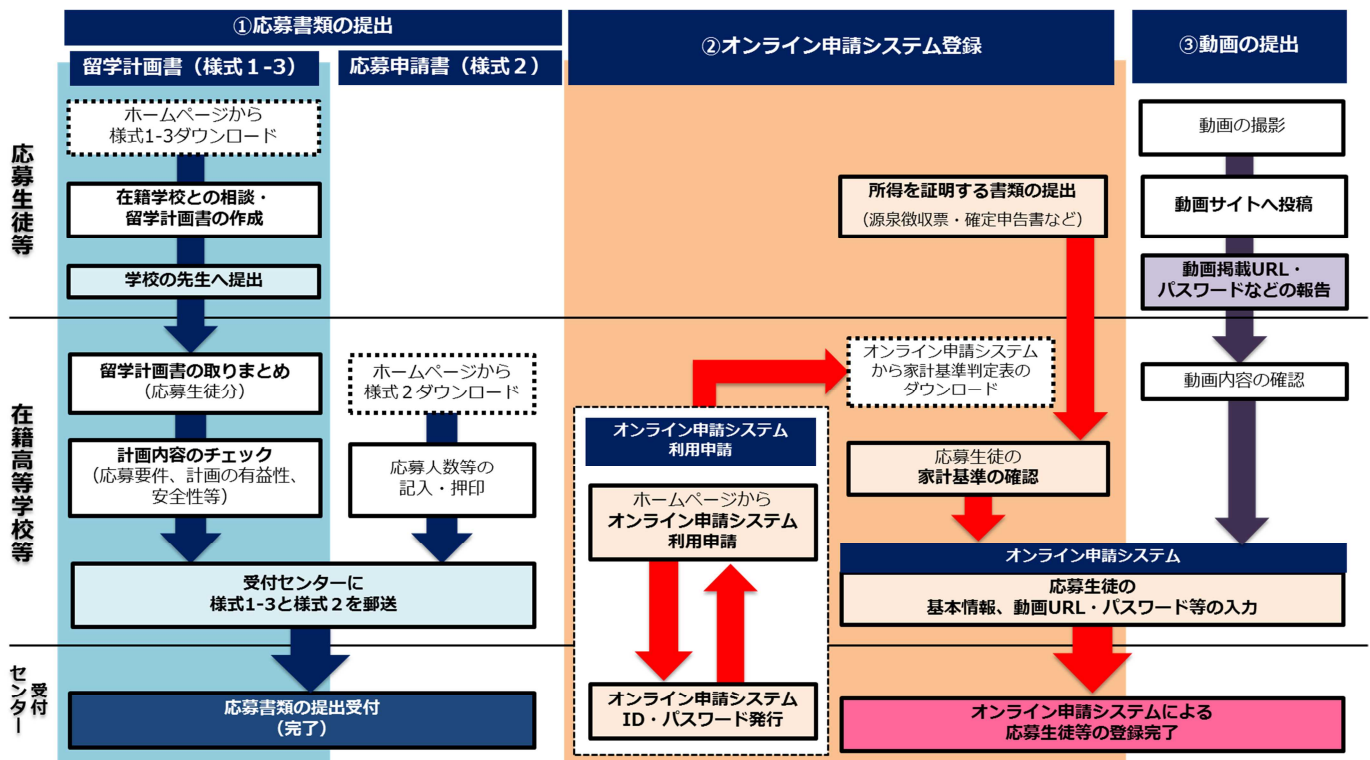 ①応募書類の提出
留学計画書（様式１-３）
応募申請書（様式２）
②オンライン申請システム登録
③動画の提出
応募生徒等
ホームページから
様式1-3ダウンロード
在籍学校との相談・
留学計画書の作成
学校の先生へ提出
所得を証明する書類の提出
（源泉徴収票・確定申告書など）
動画の撮影
動画サイトへ投稿
動画掲載URL・
パスワードなどの報告
在籍高等学校等
留学計画書の取りまとめ
（応募生徒分）
計画内容のチェック
（応募要件、計画の有益性、
安全性等）
ホームページから
様式２ダウンロード
応募人数等の
記入・押印
受付センターに
様式1-3と様式２を郵送
オンライン申請システム
利用申請
ホームページから
オンライン申請システム
利用申請
オンライン申請システム
から家計基準判定表の
ダウンロード
応募生徒の
家計基準の確認
動画内容の確認
オンライン申請システム
応募生徒の
基本情報、動画URL・パスワード等の入力
受付
センター
応募書類の提出受付
（完了）
オンライン申請システム
ID・パスワード発行
オンライン申請システムによる
応募生徒等の登録完了